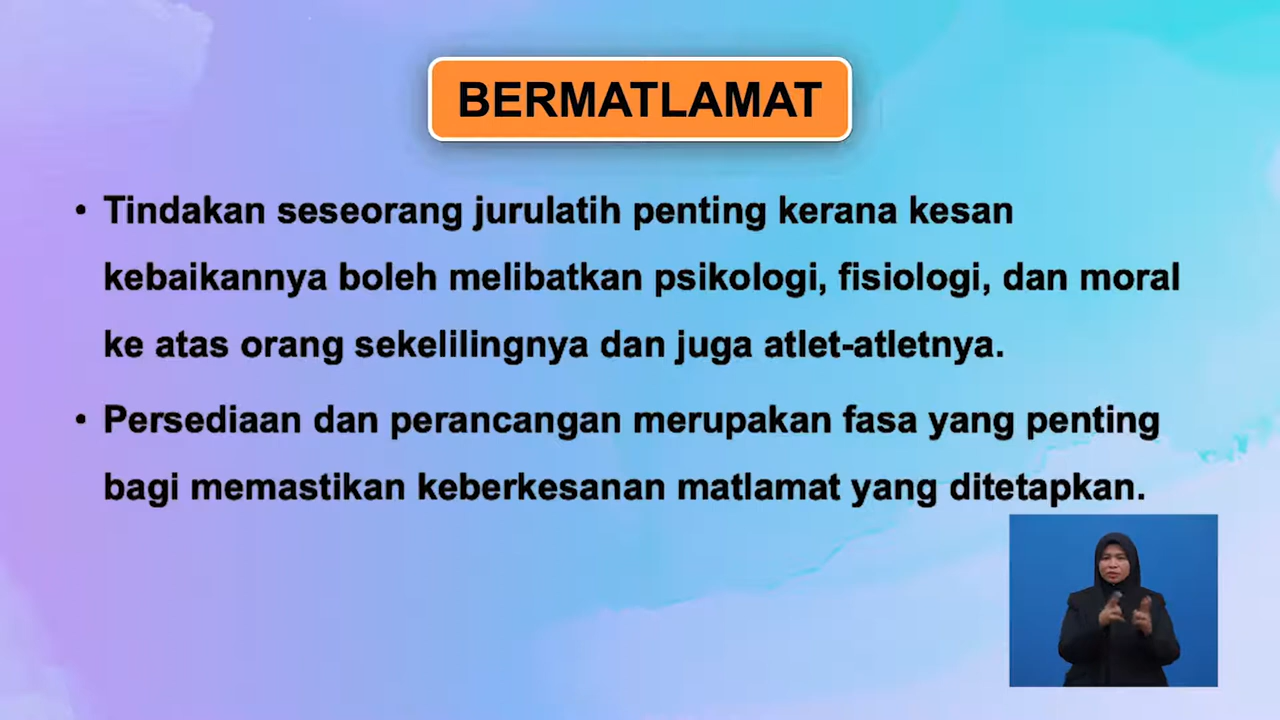 BERMATLAMAT
• Tindakan seseorang jurulatih penting kerana kesan
kebaikannya boleh melibatkan psikologi, fisiologi, dan moral
ke atas orang sekelilingnya dan juga atlet-atletnya.
• Persediaan dan perancangan merupakan fasa yang penting
bagi memastikan keberkesanan matlamat yang ditetapkan.